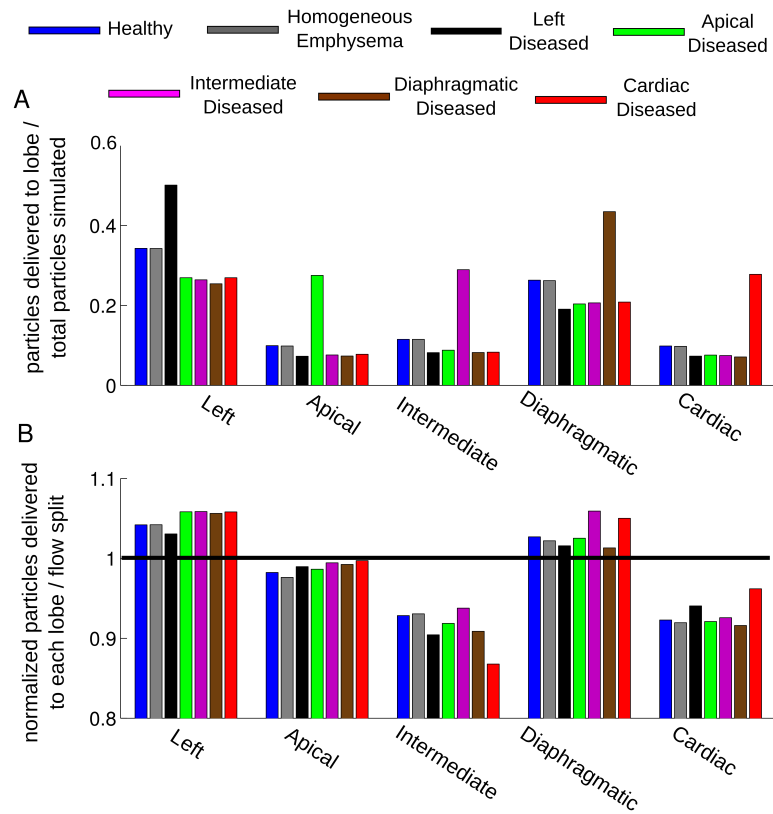 Healthy
Homogeneous
Emphysema
Left
Diseased
Apical
Diseased
Intermediate
Diseased
Diaphragmatic
Diseased
Cardiac
Diseased
A
particles delivered to lobe /
total particles simulated
0.6
0.4
0.2
0
Left
Apical
Intermediate
Diaphragmatic
Cardiac
B
normalized particles delivered
to each lobe / flow split
1.1
1
0.9
0.8
Left
Apical
Intermediate
Diaphragmatic
Cardiac